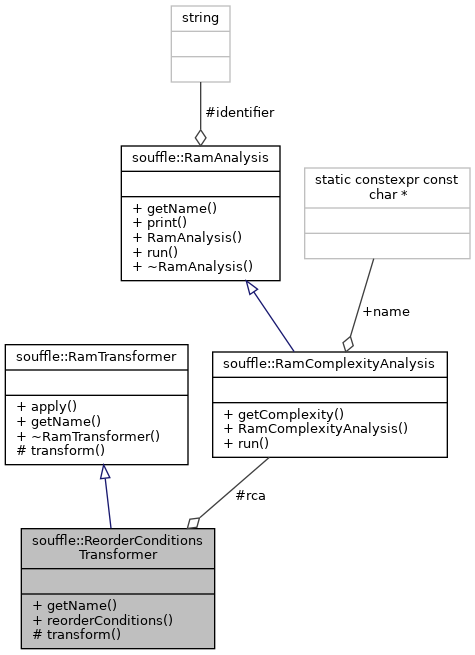 string
#identifier
souffle::RamAnalysis
+ getName()
+ print()
+ RamAnalysis()
+ run()
+ ~RamAnalysis()
static constexpr const
char *
+name
souffle::RamTransformer
+ apply()
+ getName()
+ ~RamTransformer()
# transform()
souffle::RamComplexityAnalysis
+ getComplexity()
+ RamComplexityAnalysis()
+ run()
#rca
souffle::ReorderConditions
Transformer
+ getName()
+ reorderConditions()
# transform()